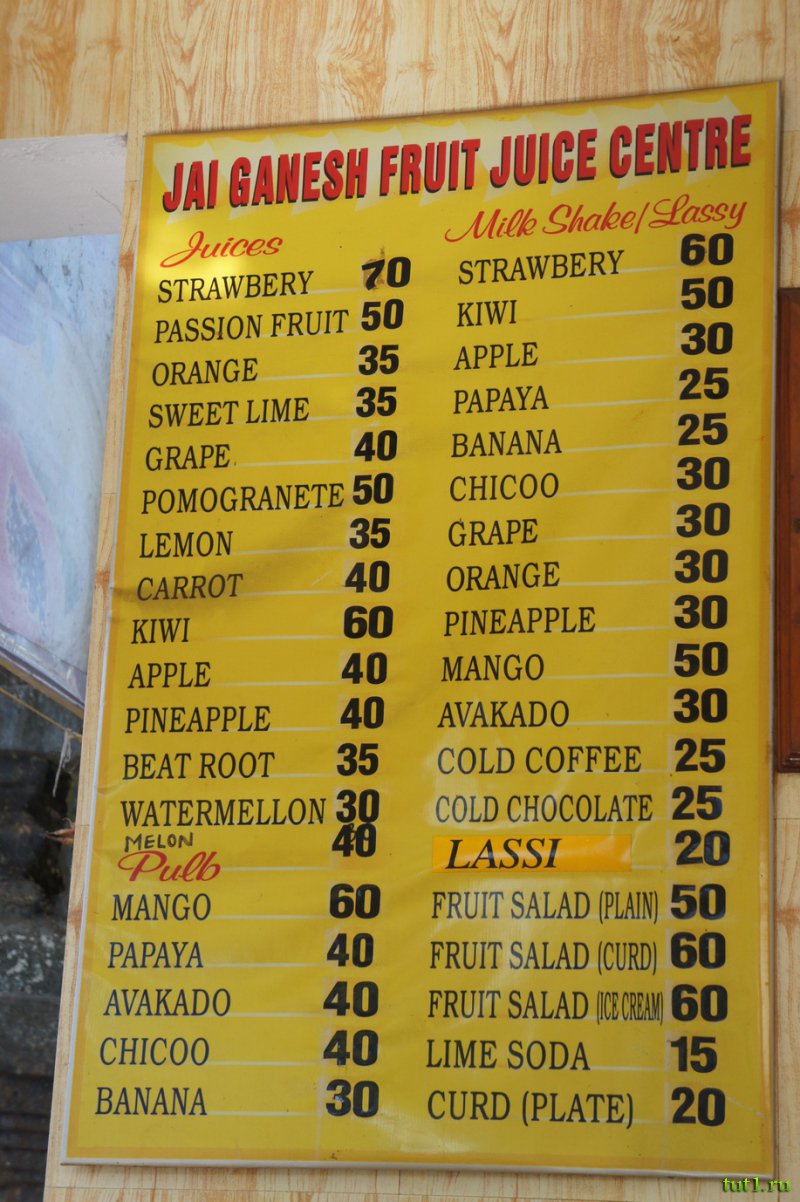 JAI GANESH FRUIT JUICE CENTRE
Juices
STRAWBERY 70
PASSION FRUIT 50
ORANGE 35
SWEET LIME 35
GRAPE 40
POMOGRANETE 50
LEMON 35
CARROT 40
KIWI 60
APPLE 40
PINEAPPLE 40
BEAT ROOT 35
WATERMELLON 30
MELON 40
Pulb
MANGO 60
PAPAYA 40
AVAKADO 40
CHICOO 40
BANANA 30
Milk Shake/Lassy
STRAWBERY 60
KIWI 50
APPLE 30
PAPAYA 25
BANANA 25
CHICOO 30
GRAPE 30
ORANGE 30
PINEAPPLE 30
MANGO 50
AVAKADO 30
COLD COFFEE 25
COLD CHOCOLATE 25
LASSI 20
FRUIT SALAD (PLAIN) 50
FRUIT SALAD (CURD) 60
FRUIT SALAD (ICE CREAM) 60
LIME SODA 15
CURD (PLATE) 20
tut1.ru